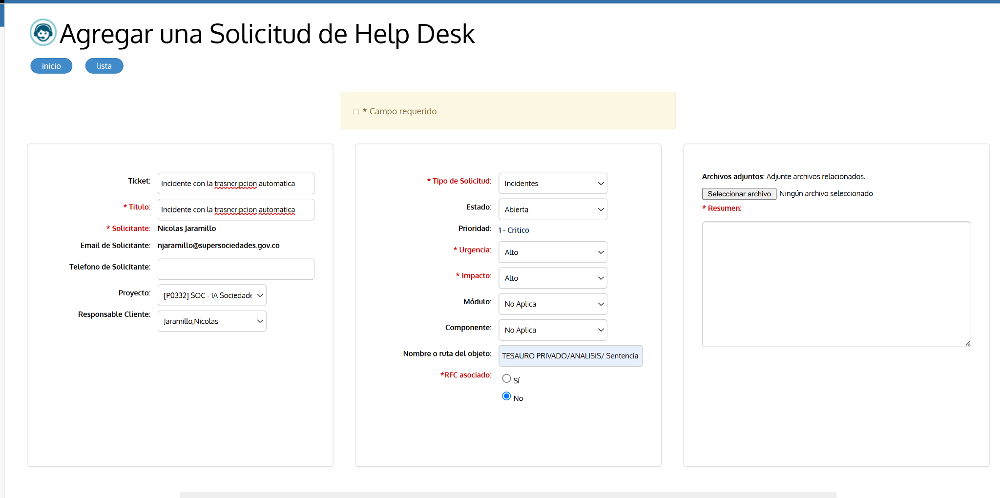 Agregar una Solicitud de Help Desk
inicio lista
* Campo requerido
Ticket: Incidente con la trasncripcion automatica
* Titulo: Incidente con la trasncripcion automatica
* Solicitante: Nicolas Jaramillo
Email de Solicitante: njaramillo@supersociedades.gov.co
Telefono de Solicitante:
Proyecto: [P0332] SOC - IA Sociedade
Responsable Cliente: Jaramillo,Nicolas
* Tipo de Solicitud: Incidentes
Estado: Abierta
Prioridad: 1 - Critico
* Urgencia: Alto
* Impacto: Alto
Módulo: No Aplica
Componente: No Aplica
Nombre o ruta del objeto: TESAURO PRIVADO/ANALISIS/ Sentencia
*RFC asociado: Sí
No
Archivos adjuntos: Adjunte archivos relacionados.
Seleccionar archivo Ningún archivo seleccionado
* Resumen: